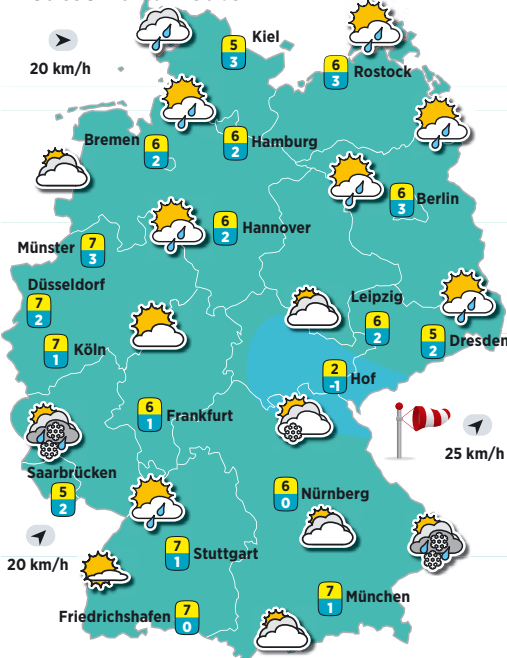 Kiel
5
3
20 km/h
6
3
Rostock
Bremen
6
2
6
2
Hamburg
6
3
Berlin
6
2
Hannover
Münster
7
3
Düsseldorf
7
2
Leipzig
6
2
5
2
Dresden
7
1
Köln
2
-1
Hof
6
1
Frankfurt
25 km/h
Saarbrücken
5
2
6
0
Nürnberg
20 km/h
7
1
Stuttgart
7
1
München
Friedrichshafen
7
0